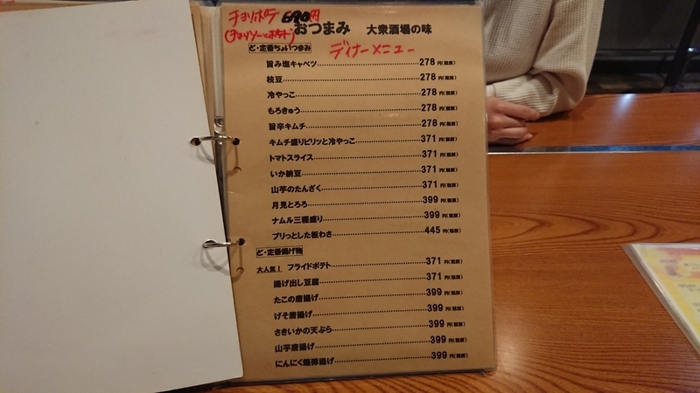 チョリポテ 690円
(チョリソーとポテト)
おつまみ 大衆酒場の味
ど・定番ちょいつまみ
ディナーメニュー
旨み塩キャベツ 278円(税抜)
枝豆 278円(税抜)
冷やっこ 278円(税抜)
もろきゅう 278円(税抜)
旨辛キムチ 278円(税抜)
キムチ盛りピリッと冷やっこ 371円(税抜)
トマトスライス 371円(税抜)
いか納豆 371円(税抜)
山芋のたんざく 371円(税抜)
月見とろろ 399円(税抜)
ナムル三種盛り 399円(税抜)
プリっとした板わさ 445円(税抜)
ど・定番揚げ物
大人気! フライドポテト 371円(税抜)
揚げ出し豆腐 371円(税抜)
たこの唐揚げ 399円(税抜)
げそ唐揚げ 399円(税抜)
さきいかの天ぷら 399円(税抜)
山芋唐揚げ 399円(税抜)
にんにく丸揚げ 399円(税抜)